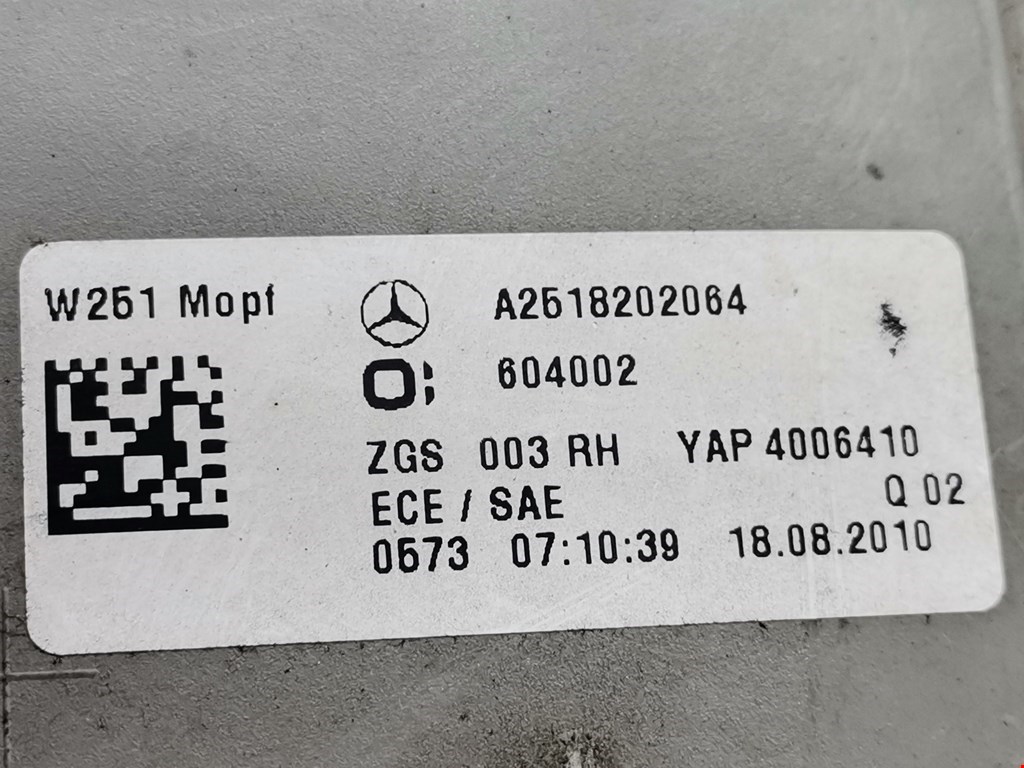 W251 Mopf A2518202064
604002
ZGS 003 RH YAP 4006410
ECE / SAE Q 02
0573 07:10:39 18.08.2010